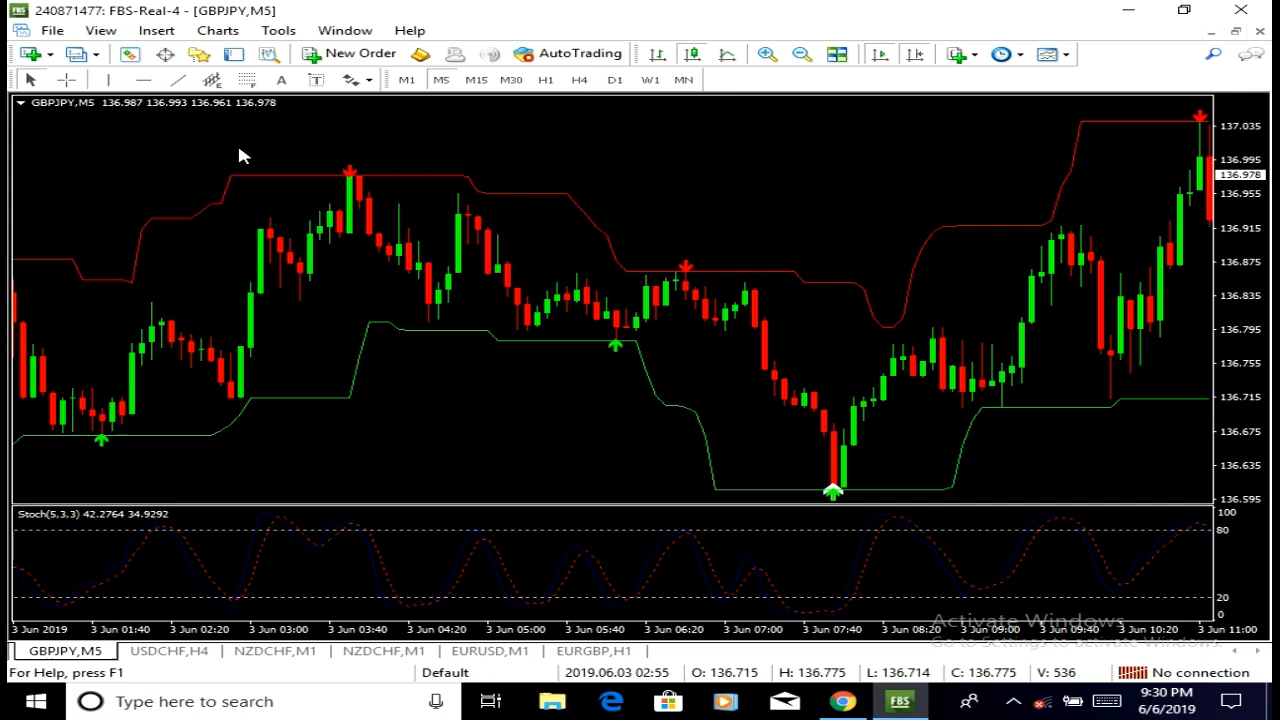 240871477: FBS-Real-4 - [GBPJPY,M5]
File View Insert Charts Tools Window Help
New Order AutoTrading
A T M1 M5 M15 M30 H1 H4 D1 W1 MN
GBPJPY,M5 136.987 136.993 136.961 136.978
137.035
136.995
136.978
136.955
136.915
136.875
136.835
136.795
136.755
136.715
136.675
136.635
136.595
Stoch(5,3,3) 42.2764 34.9292
100
80
20
0
3 Jun 2019 3 Jun 01:40 3 Jun 02:20 3 Jun 03:00 3 Jun 03:40 3 Jun 04:20 3 Jun 05:00 3 Jun 05:40 3 Jun 06:20 3 Jun 07:00 3 Jun 07:40 3 Jun 08:20 3 Jun 09:00 3 Jun 09:40 3 Jun 10:20 3 Jun 11:00
Activate Windows
Go to Settings to activate Windows.
GBPJPY,M5 USDCHF,H4 NZDCHF,M1 NZDCHF,M1 EURUSD,M1 EURGBP,H1
For Help, press F1 Default 2019.06.03 02:55 O: 136.715 H: 136.775 L: 136.714 C: 136.775 V: 536 No connection
Type here to search FBS 9:30 PM
6/6/2019